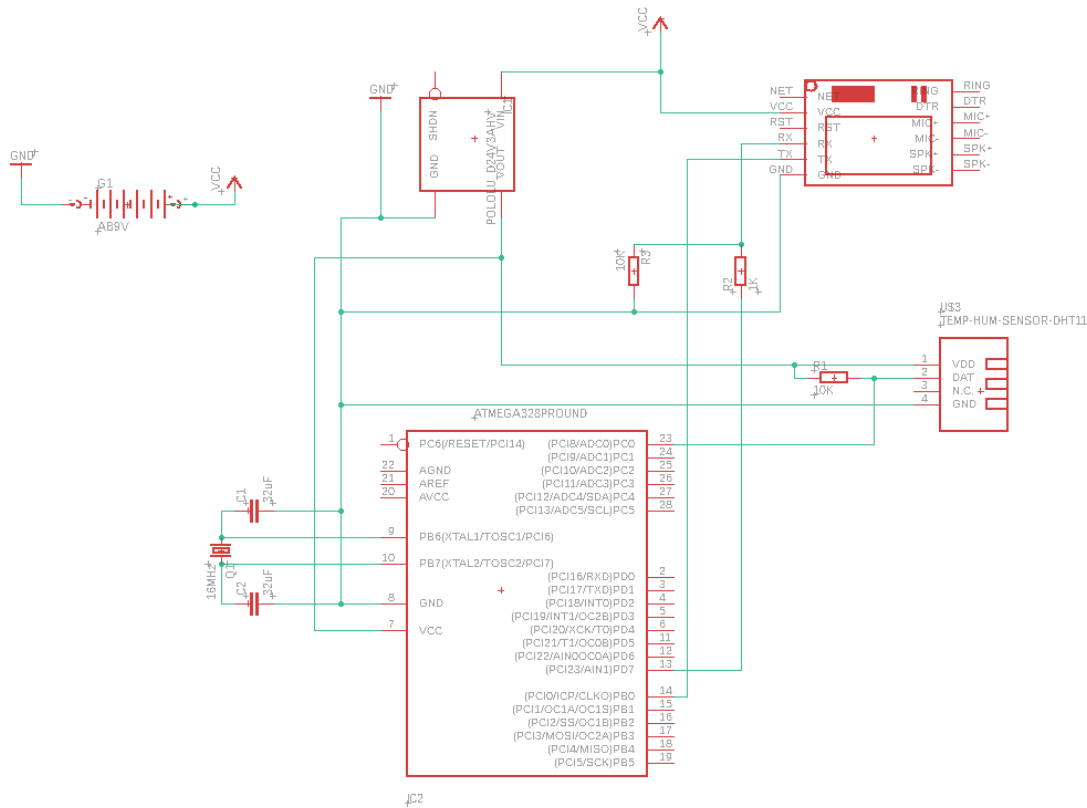 VCC
GND
SHDN
VIN
IC1
GND
VOUT
POLOLU_D24V3AHV
NET
VCC
RST
RX
TX
GND
NET
VCC
RST
RX
TX
GND
RING
DTR
MIC+
MIC-
SPK+
SPK-
RING
DTR
MIC+
MIC-
SPK+
SPK-
GND
G1
AB9V
VCC
10K
R3
R2
1K
U$3
TEMP-HUM-SENSOR-DHT11
1 VDD
2 DAT
3 N.C.
4 GND
R1
10K
ATMEGA328PROUND
1 PC6(/RESET/PCI14)
22 AGND
21 AREF
20 AVCC
9 PB6(XTAL1/TOSC1/PCI6)
10 PB7(XTAL2/TOSC2/PCI7)
8 GND
7 VCC
(PCI8/ADC0)PC0 23
(PCI9/ADC1)PC1 24
(PCI10/ADC2)PC2 25
(PCI11/ADC3)PC3 26
(PCI12/ADC4/SDA)PC4 27
(PCI13/ADC5/SCL)PC5 28
(PCI16/RXD)PD0 2
(PCI17/TXD)PD1 3
(PCI18/INT0)PD2 4
(PCI19/INT1/OC2B)PD3 5
(PCI20/XCK/T0)PD4 6
(PCI21/T1/OC0B)PD5 11
(PCI22/AIN0OC0A)PD6 12
(PCI23/AIN1)PD7 13
(PCI0/ICP/CLKO)PB0 14
(PCI1/OC1A/OC1S)PB1 15
(PCI2/SS/OC1B)PB2 16
(PCI3/MOSI/OC2A)PB3 17
(PCI4/MISO)PB4 18
(PCI5/SCK)PB5 19
C1
32uF
16MHz
Q1
C2
32uF
IC2